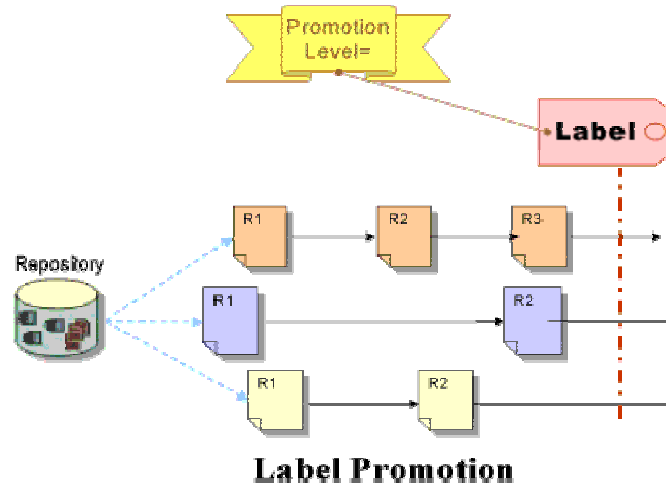 Promotion
Level=
Label
R1
R2
R3
Repository
R1
R2
R1
R2
Label Promotion